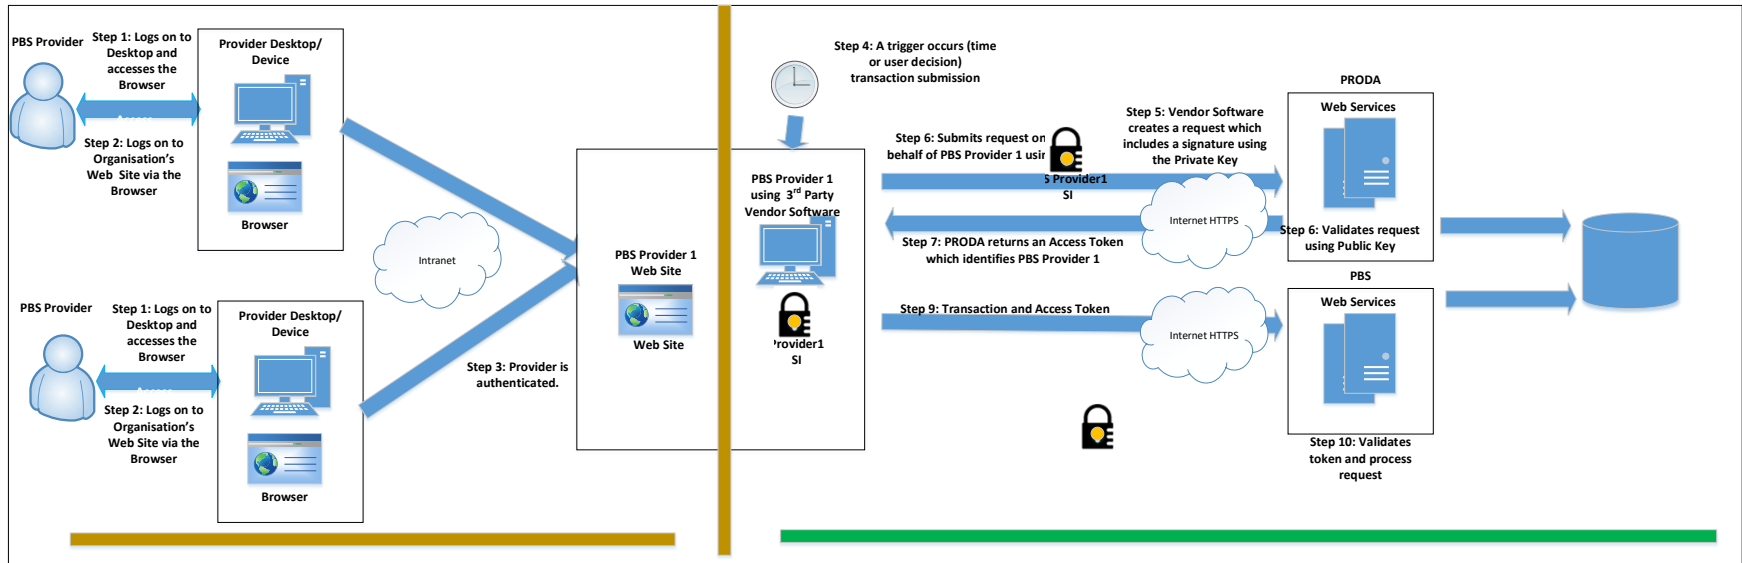 PBS Provider
Step 1: Logs on to
Desktop and
accesses the
Browser
Access
Step 2: Logs on to
Organisation's
Web Site via the
Browser
Provider Desktop/
Device
Browser
PBS Provider
Step 1: Logs on to
Desktop and
accesses the
Browser
Access
Step 2: Logs on to
Organisation's
Web Site via the
Browser
Provider Desktop/
Device
Browser
Intranet
Step 3: Provider is
authenticated.
PBS Provider 1
Web Site
Web Site
Step 4: A trigger occurs (time
or user decision)
transaction submission
PBS Provider 1
using 3rd Party
Vendor Software
Provider1
SI
Step 6: Submits request on
behalf of PBS Provider 1 using
S Provider1
SI
Step 5: Vendor Software
creates a request which
includes a signature using
the Private Key
Internet HTTPS
Step 7: PRODA returns an Access Token
which identifies PBS Provider 1
PRODA
Web Services
Step 6: Validates request
using Public Key
Step 9: Transaction and Access Token
Internet HTTPS
PBS
Web Services
Step 10: Validates
token and process
request